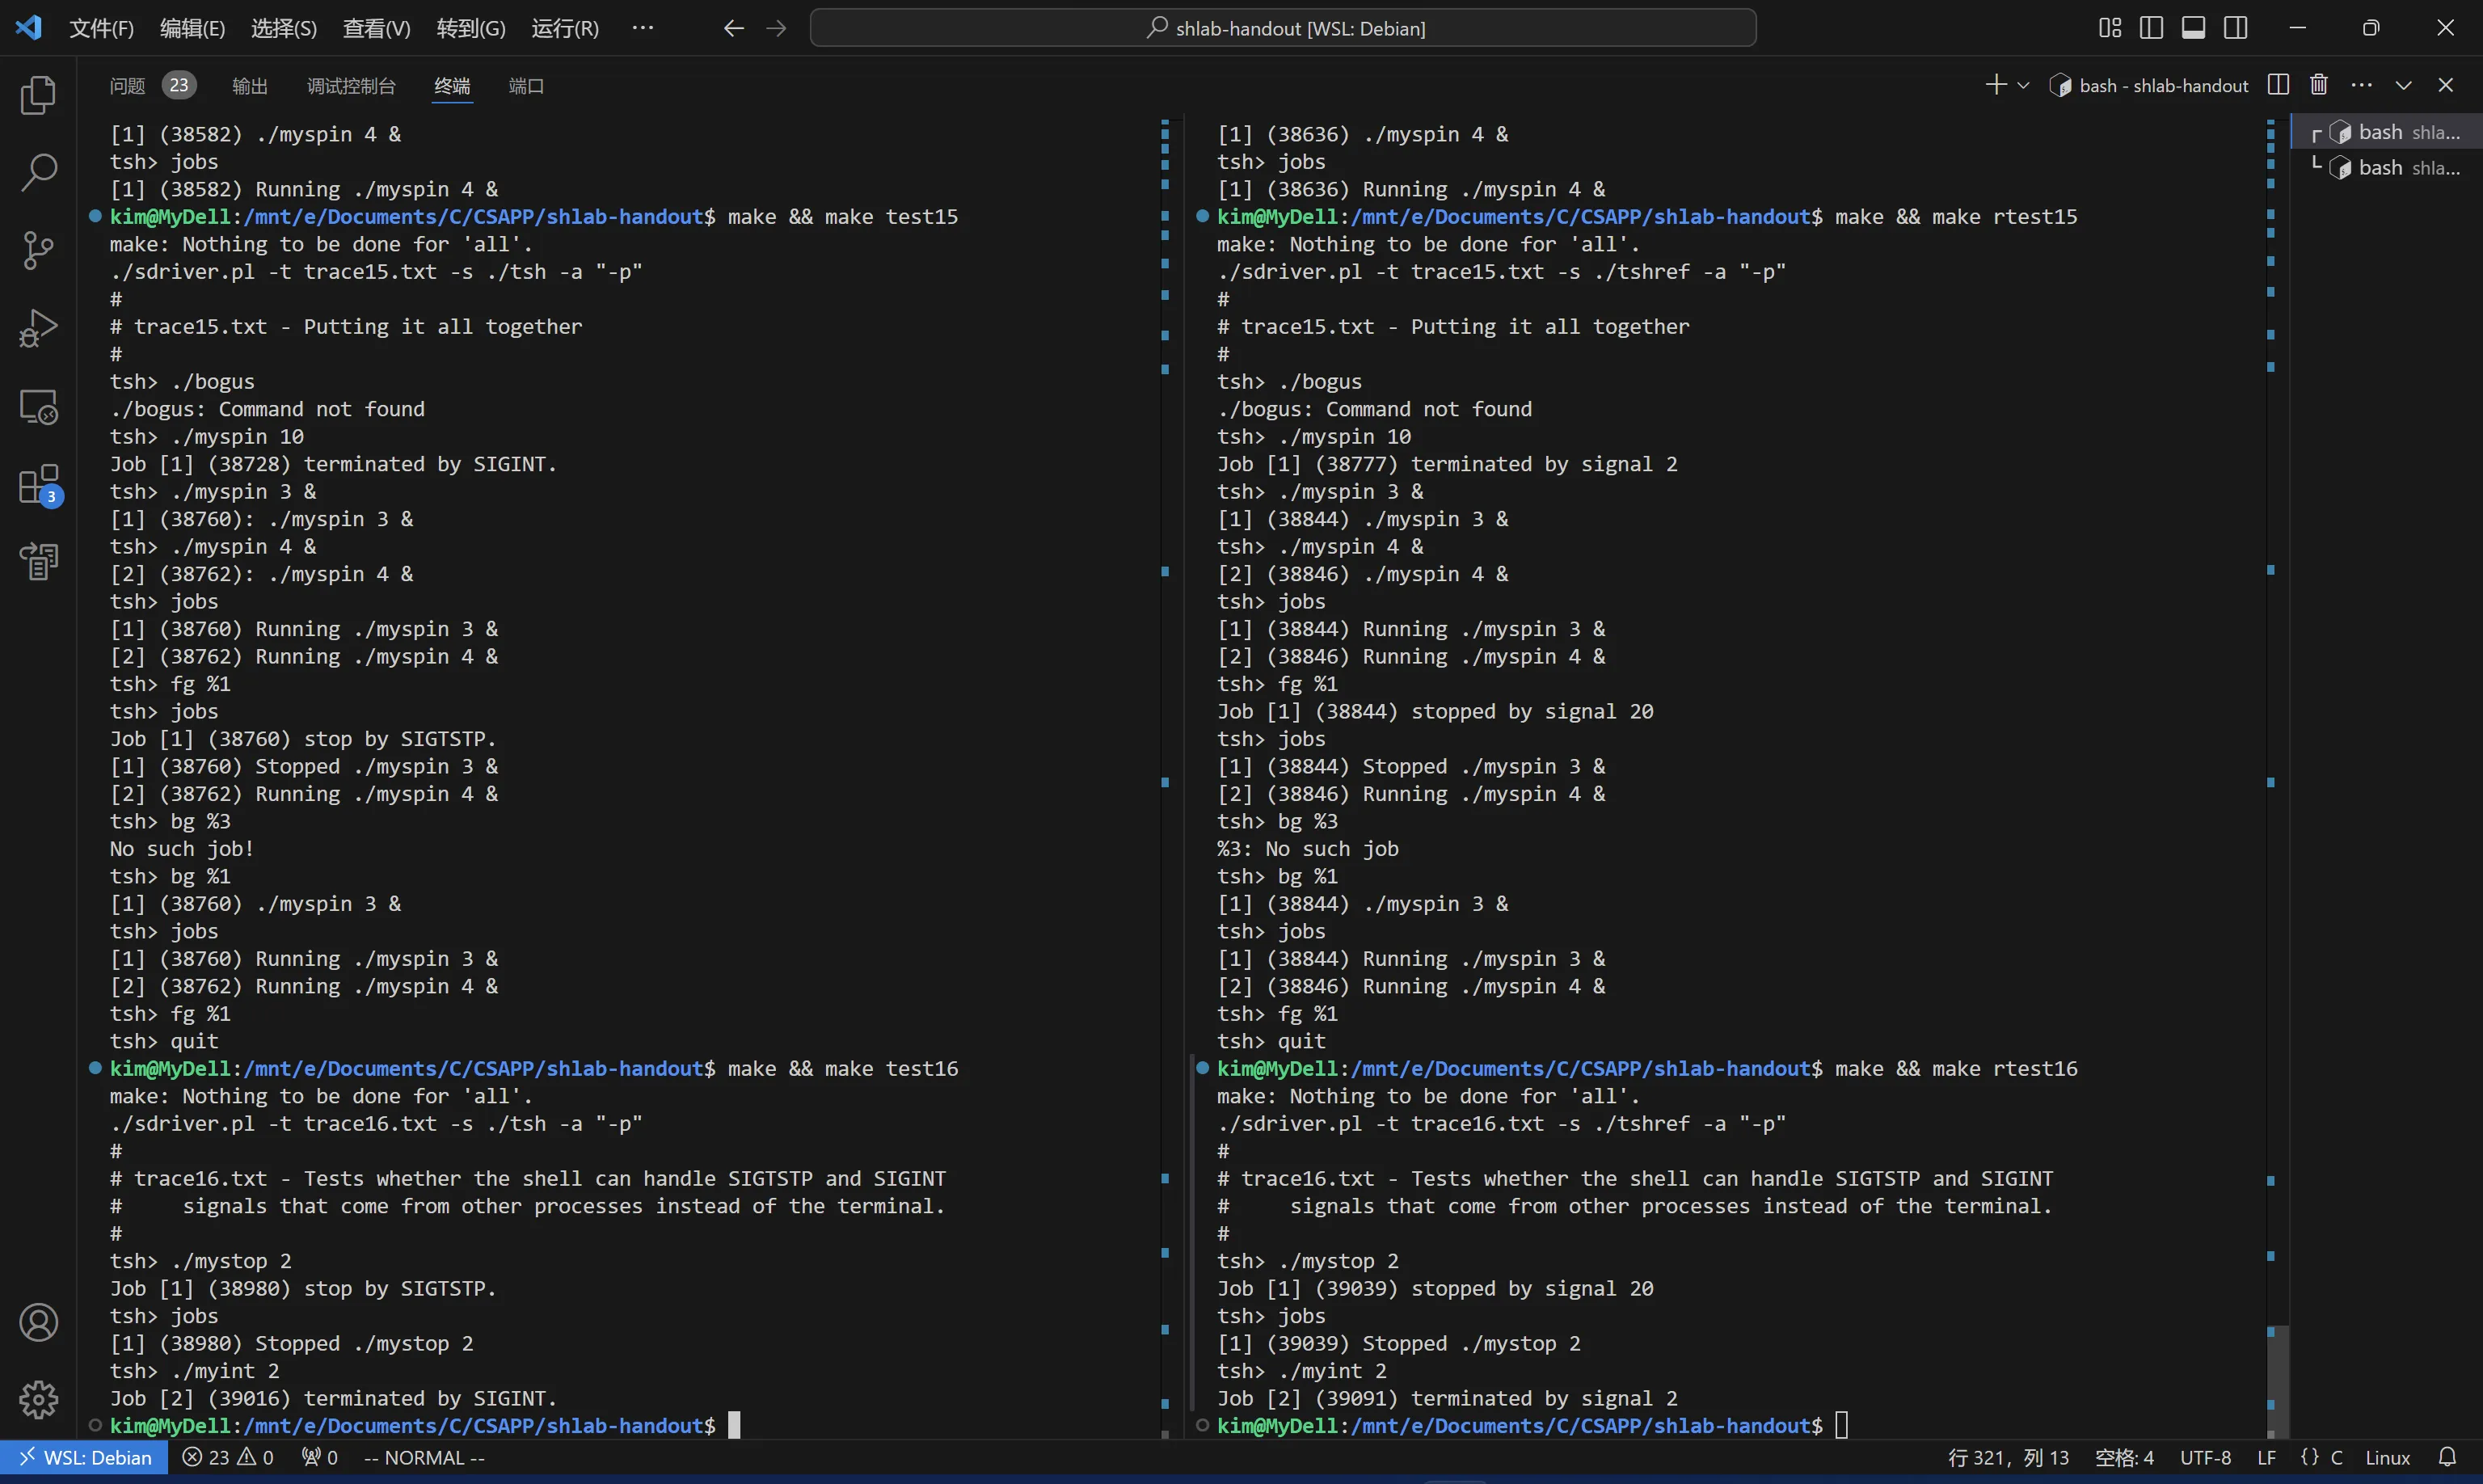 文件(F) 编辑(E) 选择(S) 查看(V) 转到(G) 运行(R) ··· shlab-handout [WSL: Debian]
问题 23 输出 调试控制台 终端 端口 bash - shlab-handout ···
[1] (38582) ./myspin 4 &
tsh> jobs
[1] (38582) Running ./myspin 4 &
kim@MyDell:/mnt/e/Documents/C/CSAPP/shlab-handout$ make && make test15
make: Nothing to be done for 'all'.
./sdriver.pl -t trace15.txt -s ./tsh -a "-p"
#
# trace15.txt - Putting it all together
#
tsh> ./bogus
./bogus: Command not found
tsh> ./myspin 10
Job [1] (38728) terminated by SIGINT.
tsh> ./myspin 3 &
[1] (38760): ./myspin 3 &
tsh> ./myspin 4 &
[2] (38762): ./myspin 4 &
tsh> jobs
[1] (38760) Running ./myspin 3 &
[2] (38762) Running ./myspin 4 &
tsh> fg %1
tsh> jobs
Job [1] (38760) stop by SIGTSTP.
[1] (38760) Stopped ./myspin 3 &
[2] (38762) Running ./myspin 4 &
tsh> bg %3
No such job!
tsh> bg %1
[1] (38760) ./myspin 3 &
tsh> jobs
[1] (38760) Running ./myspin 3 &
[2] (38762) Running ./myspin 4 &
tsh> fg %1
tsh> quit
kim@MyDell:/mnt/e/Documents/C/CSAPP/shlab-handout$ make && make test16
make: Nothing to be done for 'all'.
./sdriver.pl -t trace16.txt -s ./tsh -a "-p"
#
# trace16.txt - Tests whether the shell can handle SIGTSTP and SIGINT
#     signals that come from other processes instead of the terminal.
#
tsh> ./mystop 2
Job [1] (38980) stop by SIGTSTP.
tsh> jobs
[1] (38980) Stopped ./mystop 2
tsh> ./myint 2
Job [2] (39016) terminated by SIGINT.
kim@MyDell:/mnt/e/Documents/C/CSAPP/shlab-handout$
[1] (38636) ./myspin 4 &
tsh> jobs
[1] (38636) Running ./myspin 4 &
kim@MyDell:/mnt/e/Documents/C/CSAPP/shlab-handout$ make && make rtest15
make: Nothing to be done for 'all'.
./sdriver.pl -t trace15.txt -s ./tshref -a "-p"
#
# trace15.txt - Putting it all together
#
tsh> ./bogus
./bogus: Command not found
tsh> ./myspin 10
Job [1] (38777) terminated by signal 2
tsh> ./myspin 3 &
[1] (38844) ./myspin 3 &
tsh> ./myspin 4 &
[2] (38846) ./myspin 4 &
tsh> jobs
[1] (38844) Running ./myspin 3 &
[2] (38846) Running ./myspin 4 &
tsh> fg %1
Job [1] (38844) stopped by signal 20
tsh> jobs
[1] (38844) Stopped ./myspin 3 &
[2] (38846) Running ./myspin 4 &
tsh> bg %3
%3: No such job
tsh> bg %1
[1] (38844) ./myspin 3 &
tsh> jobs
[1] (38844) Running ./myspin 3 &
[2] (38846) Running ./myspin 4 &
tsh> fg %1
tsh> quit
kim@MyDell:/mnt/e/Documents/C/CSAPP/shlab-handout$ make && make rtest16
make: Nothing to be done for 'all'.
./sdriver.pl -t trace16.txt -s ./tshref -a "-p"
#
# trace16.txt - Tests whether the shell can handle SIGTSTP and SIGINT
#     signals that come from other processes instead of the terminal.
#
tsh> ./mystop 2
Job [1] (39039) stopped by signal 20
tsh> jobs
[1] (39039) Stopped ./mystop 2
tsh> ./myint 2
Job [2] (39091) terminated by signal 2
kim@MyDell:/mnt/e/Documents/C/CSAPP/shlab-handout$
bash shla...
bash shla...
3
WSL: Debian 23 0 0 -- NORMAL -- 行 321，列 13 空格: 4 UTF-8 LF {} C Linux